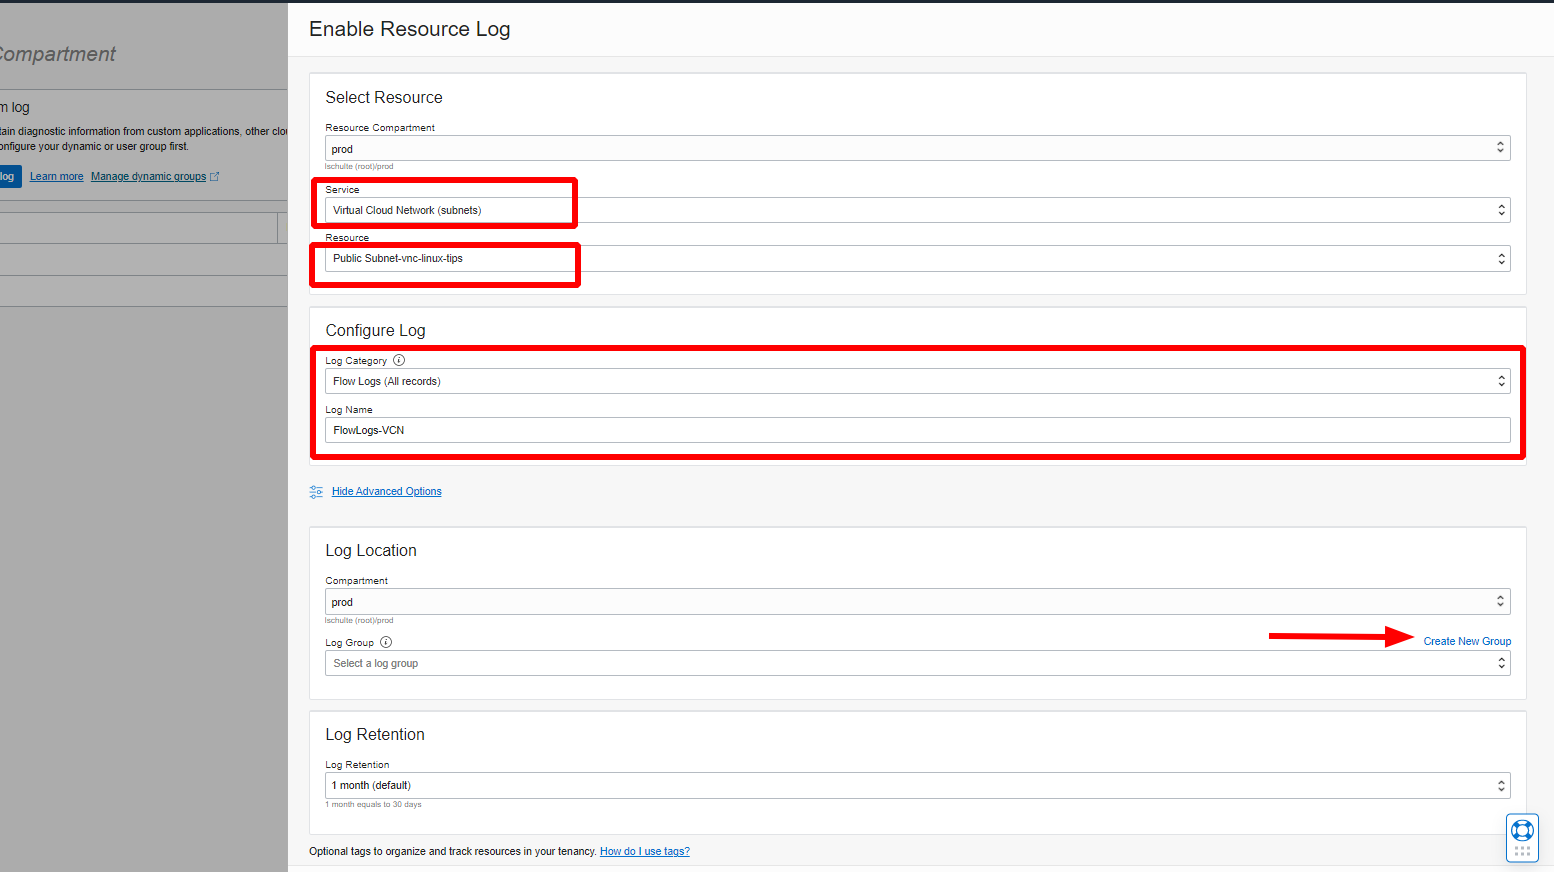 Enable Resource Log
Compartment
m log
tain diagnostic information from custom applications, other clou
onfigure your dynamic or user group first.
log Learn more Manage dynamic groups
Select Resource
Resource Compartment
prod
lschulte (root)/prod
Service
Virtual Cloud Network (subnets)
Resource
Public Subnet-vnc-linux-tips
Configure Log
Log Category
Flow Logs (All records)
Log Name
FlowLogs-VCN
Hide Advanced Options
Log Location
Compartment
prod
lschulte (root)/prod
Log Group
Create New Group
Select a log group
Log Retention
Log Retention
1 month (default)
1 month equals to 30 days
Optional tags to organize and track resources in your tenancy. How do I use tags?